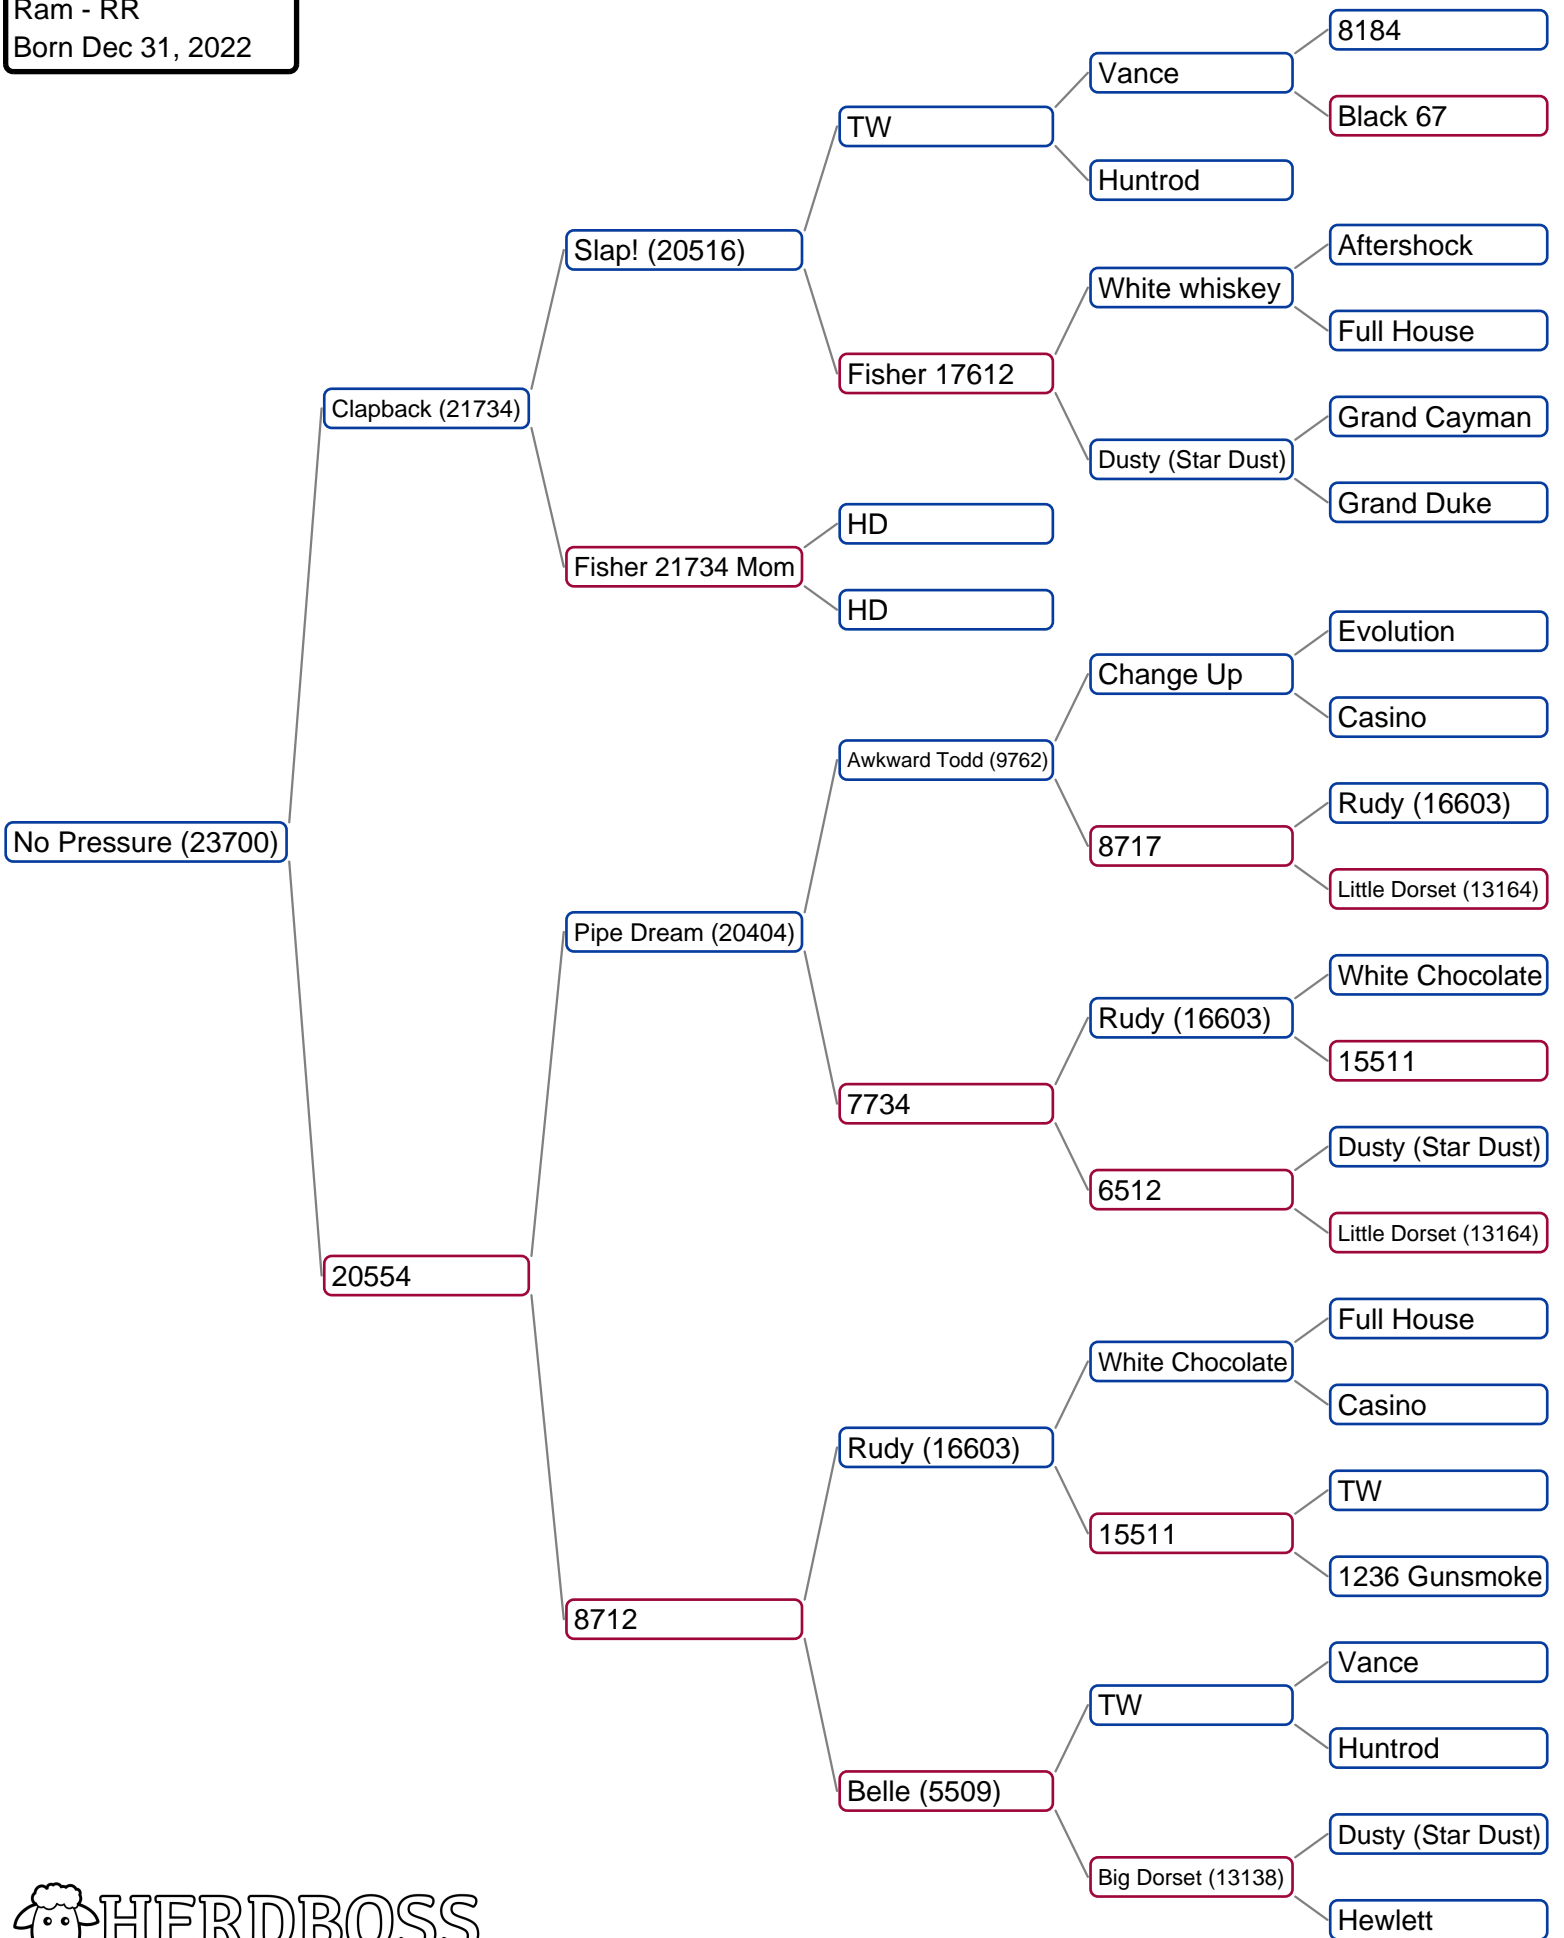 Ram - RR
Born Dec 31, 2022
8184
Vance
Black 67
TW
Huntrod
Slap! (20516)
Aftershock
White whiskey
Full House
Fisher 17612
Clapback (21734)
Grand Cayman
Dusty (Star Dust)
Grand Duke
HD
Fisher 21734 Mom
HD
Evolution
Change Up
Casino
Awkward Todd (9762)
Rudy (16603)
No Pressure (23700)
8717
Little Dorset (13164)
Pipe Dream (20404)
White Chocolate
Rudy (16603)
15511
7734
Dusty (Star Dust)
6512
Little Dorset (13164)
20554
Full House
White Chocolate
Casino
Rudy (16603)
TW
15511
1236 Gunsmoke
8712
Vance
TW
Huntrod
Belle (5509)
Dusty (Star Dust)
Big Dorset (13138)
Hewlett
HERDBOSS